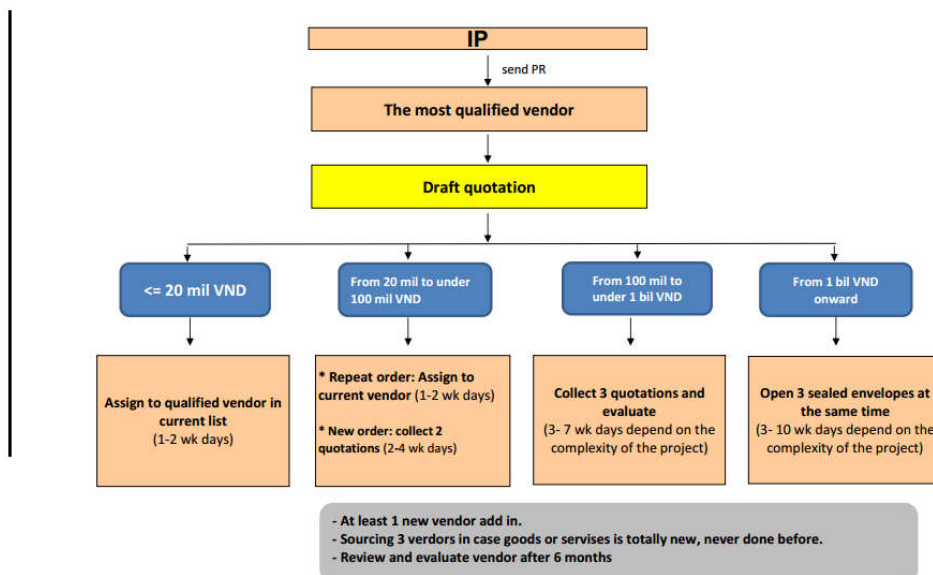 IP
send PR
The most qualified vendor
Draft quotation
<= 20 mil VND
From 20 mil to under
100 mil VND
From 100 mil to
under 1 bil VND
From 1 bil VND
onward
Assign to qualified vendor in
current list
(1-2 wk days)
* Repeat order: Assign to
current vendor (1-2 wk days)
* New order: collect 2
quotations (2-4 wk days)
Collect 3 quotations and
evaluate
(3- 7 wk days depend on the
complexity of the project)
Open 3 sealed envelopes at
the same time
(3- 10 wk days depend on the
complexity of the project)
- At least 1 new vendor add in.
- Sourcing 3 verdors in case goods or servises is totally new, never done before.
- Review and evaluate vendor after 6 months